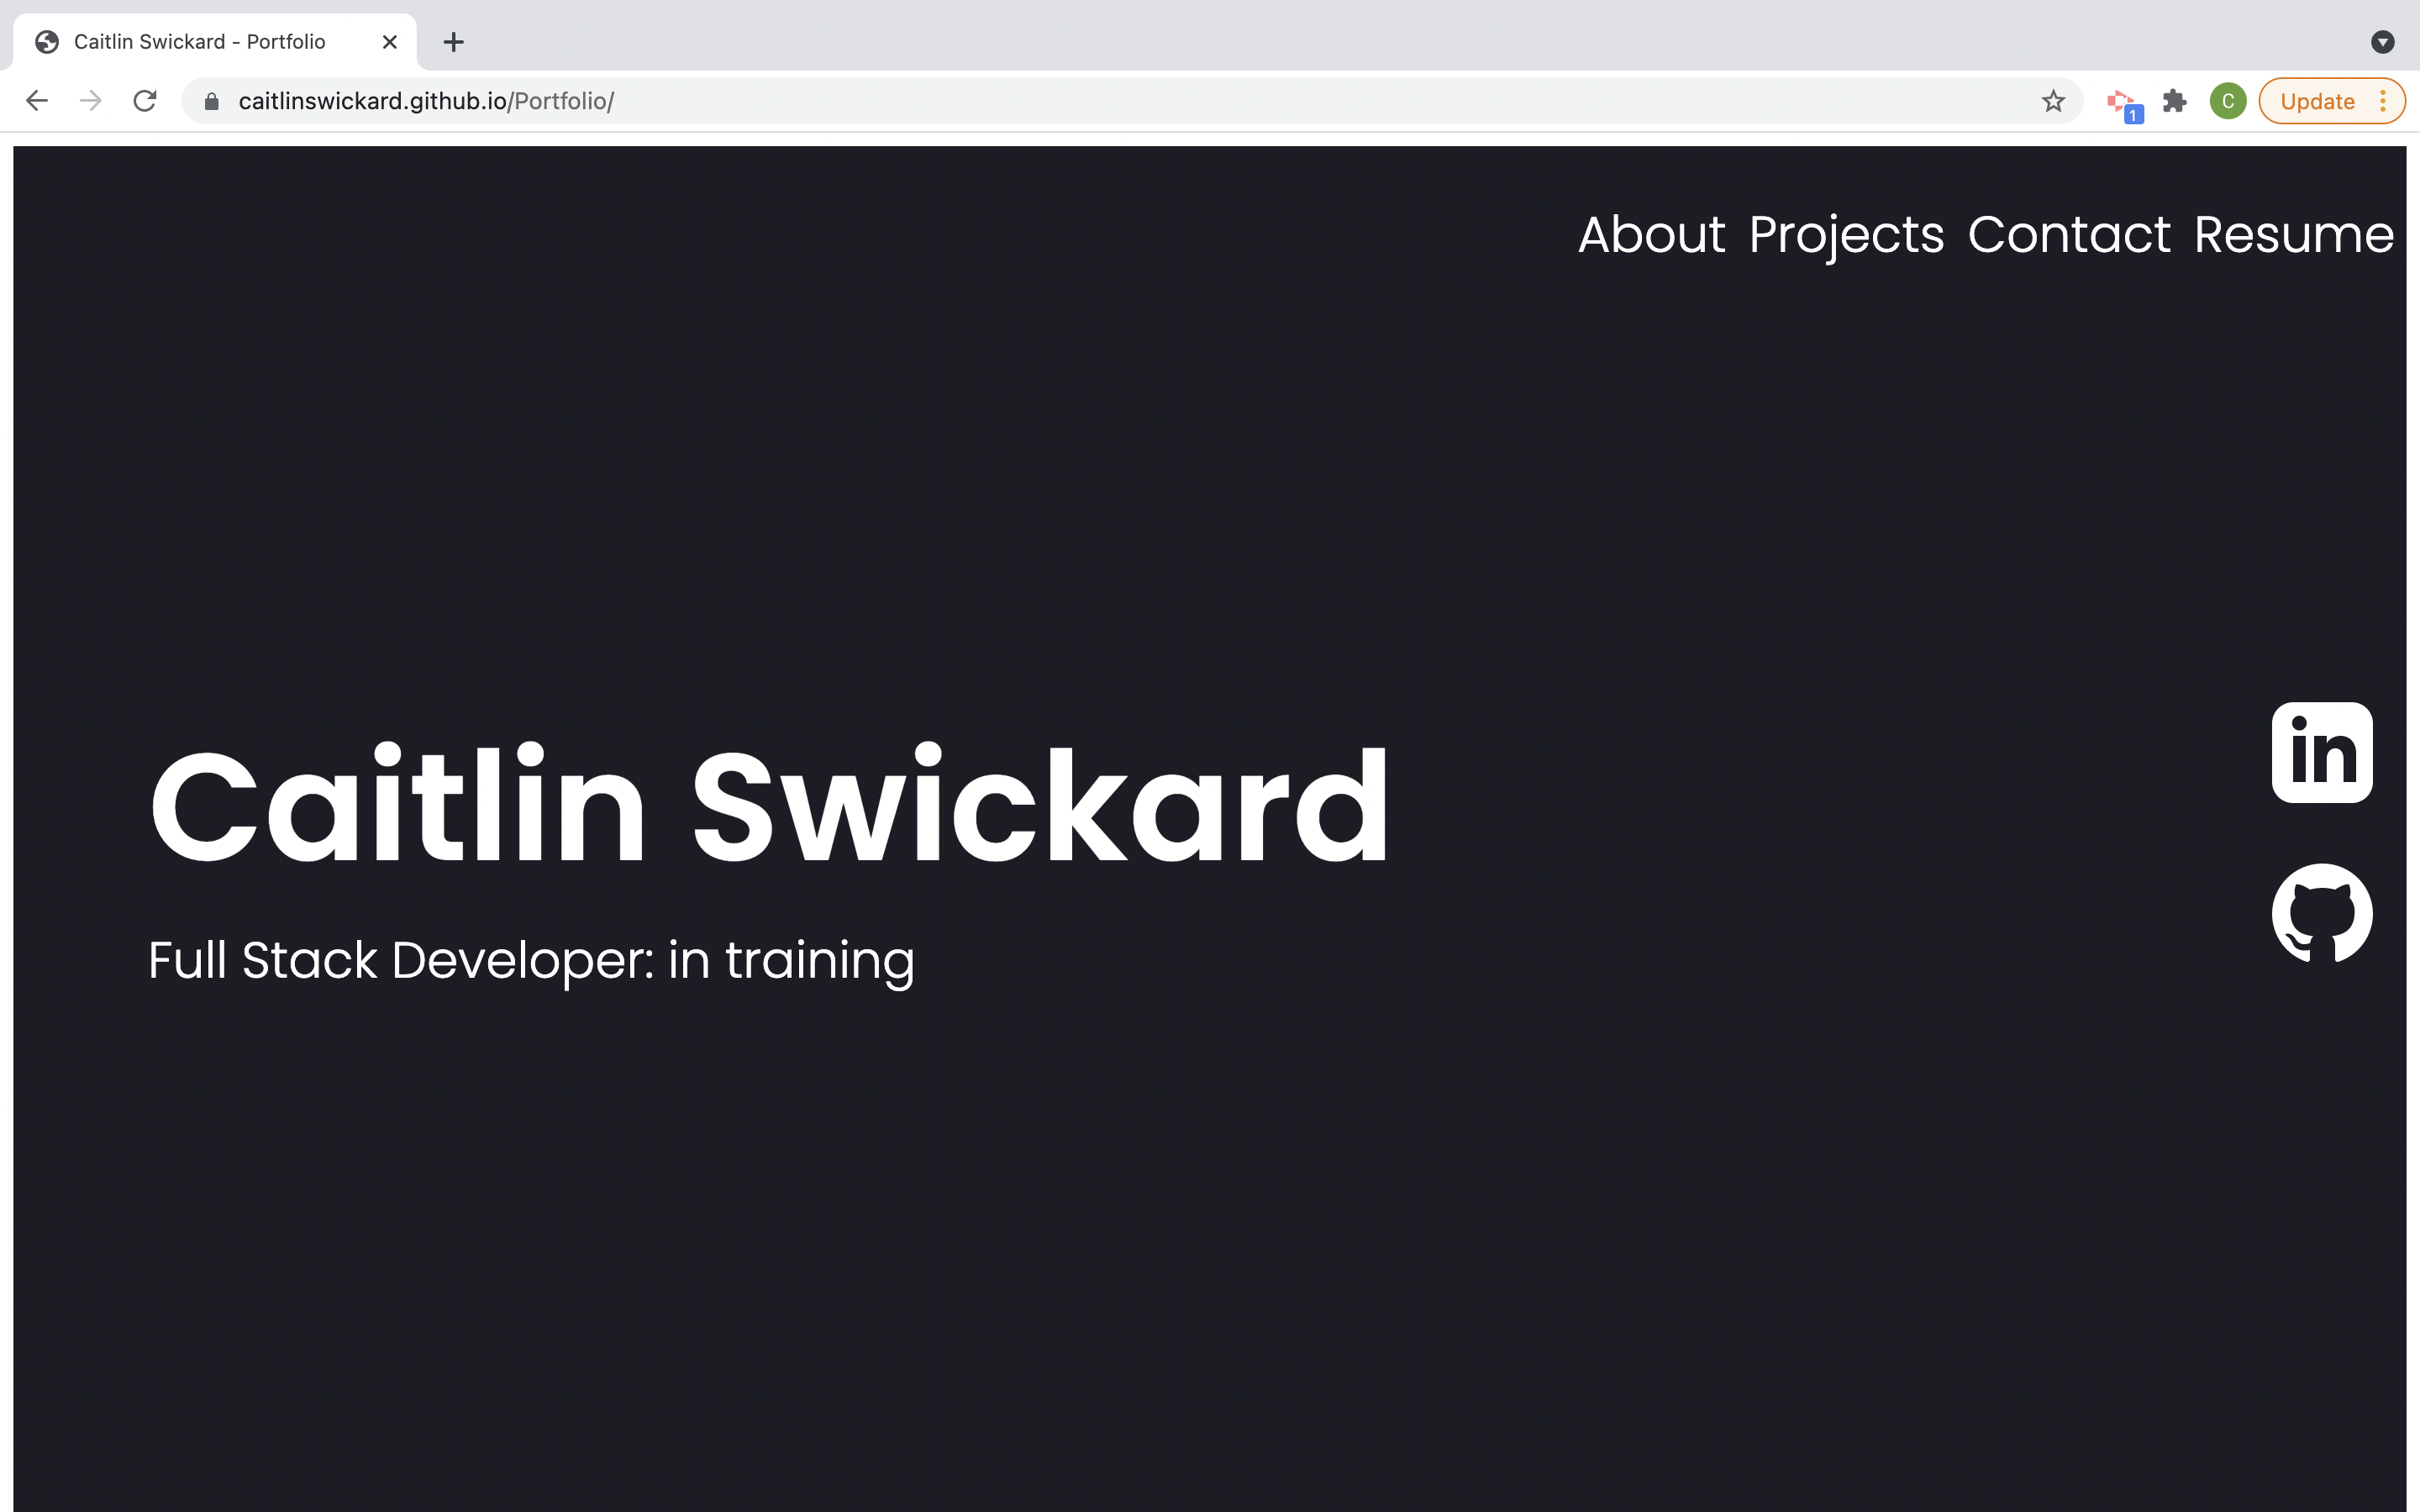 Caitlin Swickard - Portfolio
caitlinswickard.github.io/Portfolio/
1
C
Update
About Projects Contact Resume
Caitlin Swickard
in
Full Stack Developer: in training